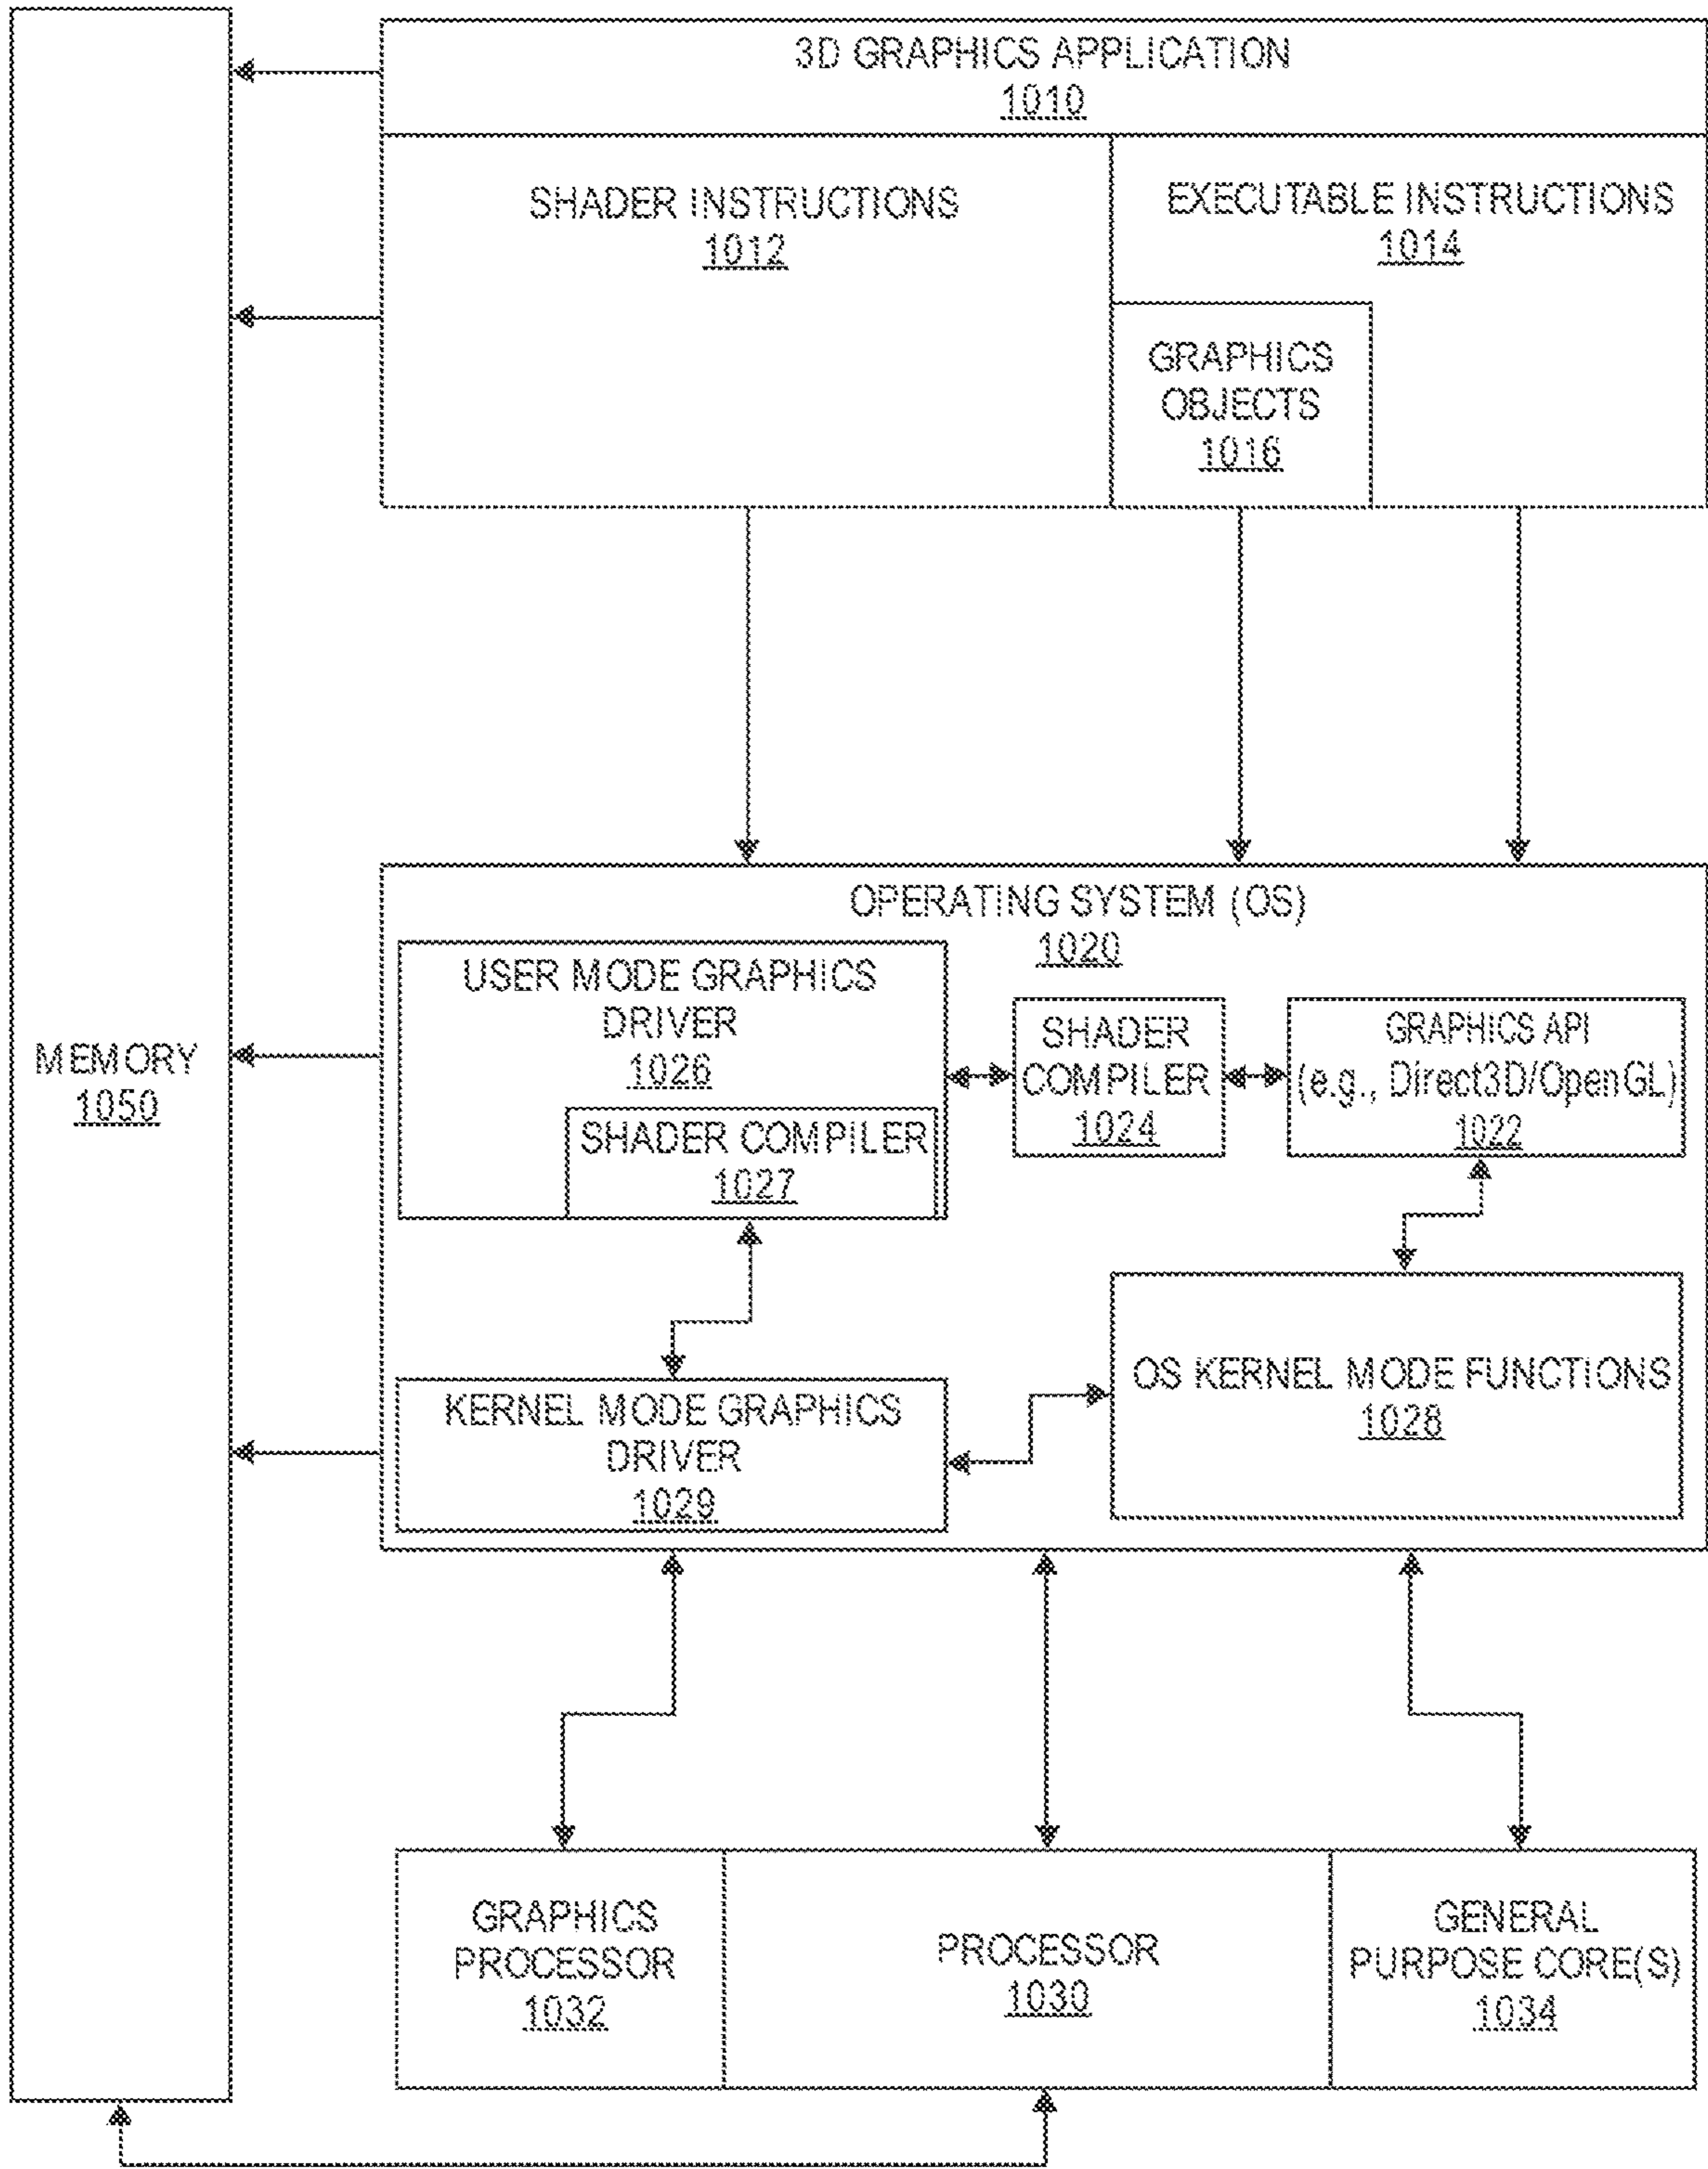 3D GRAPHICS APPLICATION
1010
SHADER INSTRUCTIONS
1012
EXECUTABLE INSTRUCTIONS
1014
GRAPHICS
OBJECTS
1016
MEMORY
1050
OPERATING SYSTEM (OS)
1020
USER MODE GRAPHICS
DRIVER
1026
SHADER COMPILER
1027
SHADER
COMPILER
1024
GRAPHICS API
(e.g., Direct3D/OpenGL)
1022
KERNEL MODE GRAPHICS
DRIVER
1029
OS KERNEL MODE FUNCTIONS
1028
GRAPHICS
PROCESSOR
1032
PROCESSOR
1030
GENERAL
PURPOSE CORE(S)
1034